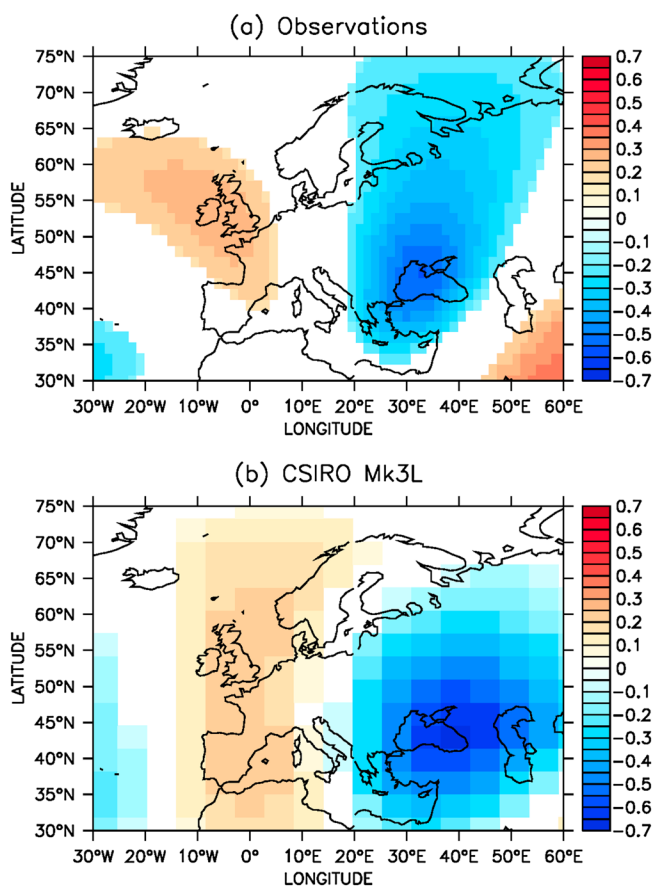 (a) Observations
75°N
70°N
65°N
60°N
55°N
50°N
45°N
40°N
35°N
30°N
LATITUDE
30°W 20°W 10°W 0° 10°E 20°E 30°E 40°E 50°E 60°E
LONGITUDE
0.7
0.6
0.5
0.4
0.3
0.2
0.1
0
-0.1
-0.2
-0.3
-0.4
-0.5
-0.6
-0.7
(b) CSIRO Mk3L
75°N
70°N
65°N
60°N
55°N
50°N
45°N
40°N
35°N
30°N
LATITUDE
30°W 20°W 10°W 0° 10°E 20°E 30°E 40°E 50°E 60°E
LONGITUDE
0.7
0.6
0.5
0.4
0.3
0.2
0.1
0
-0.1
-0.2
-0.3
-0.4
-0.5
-0.6
-0.7